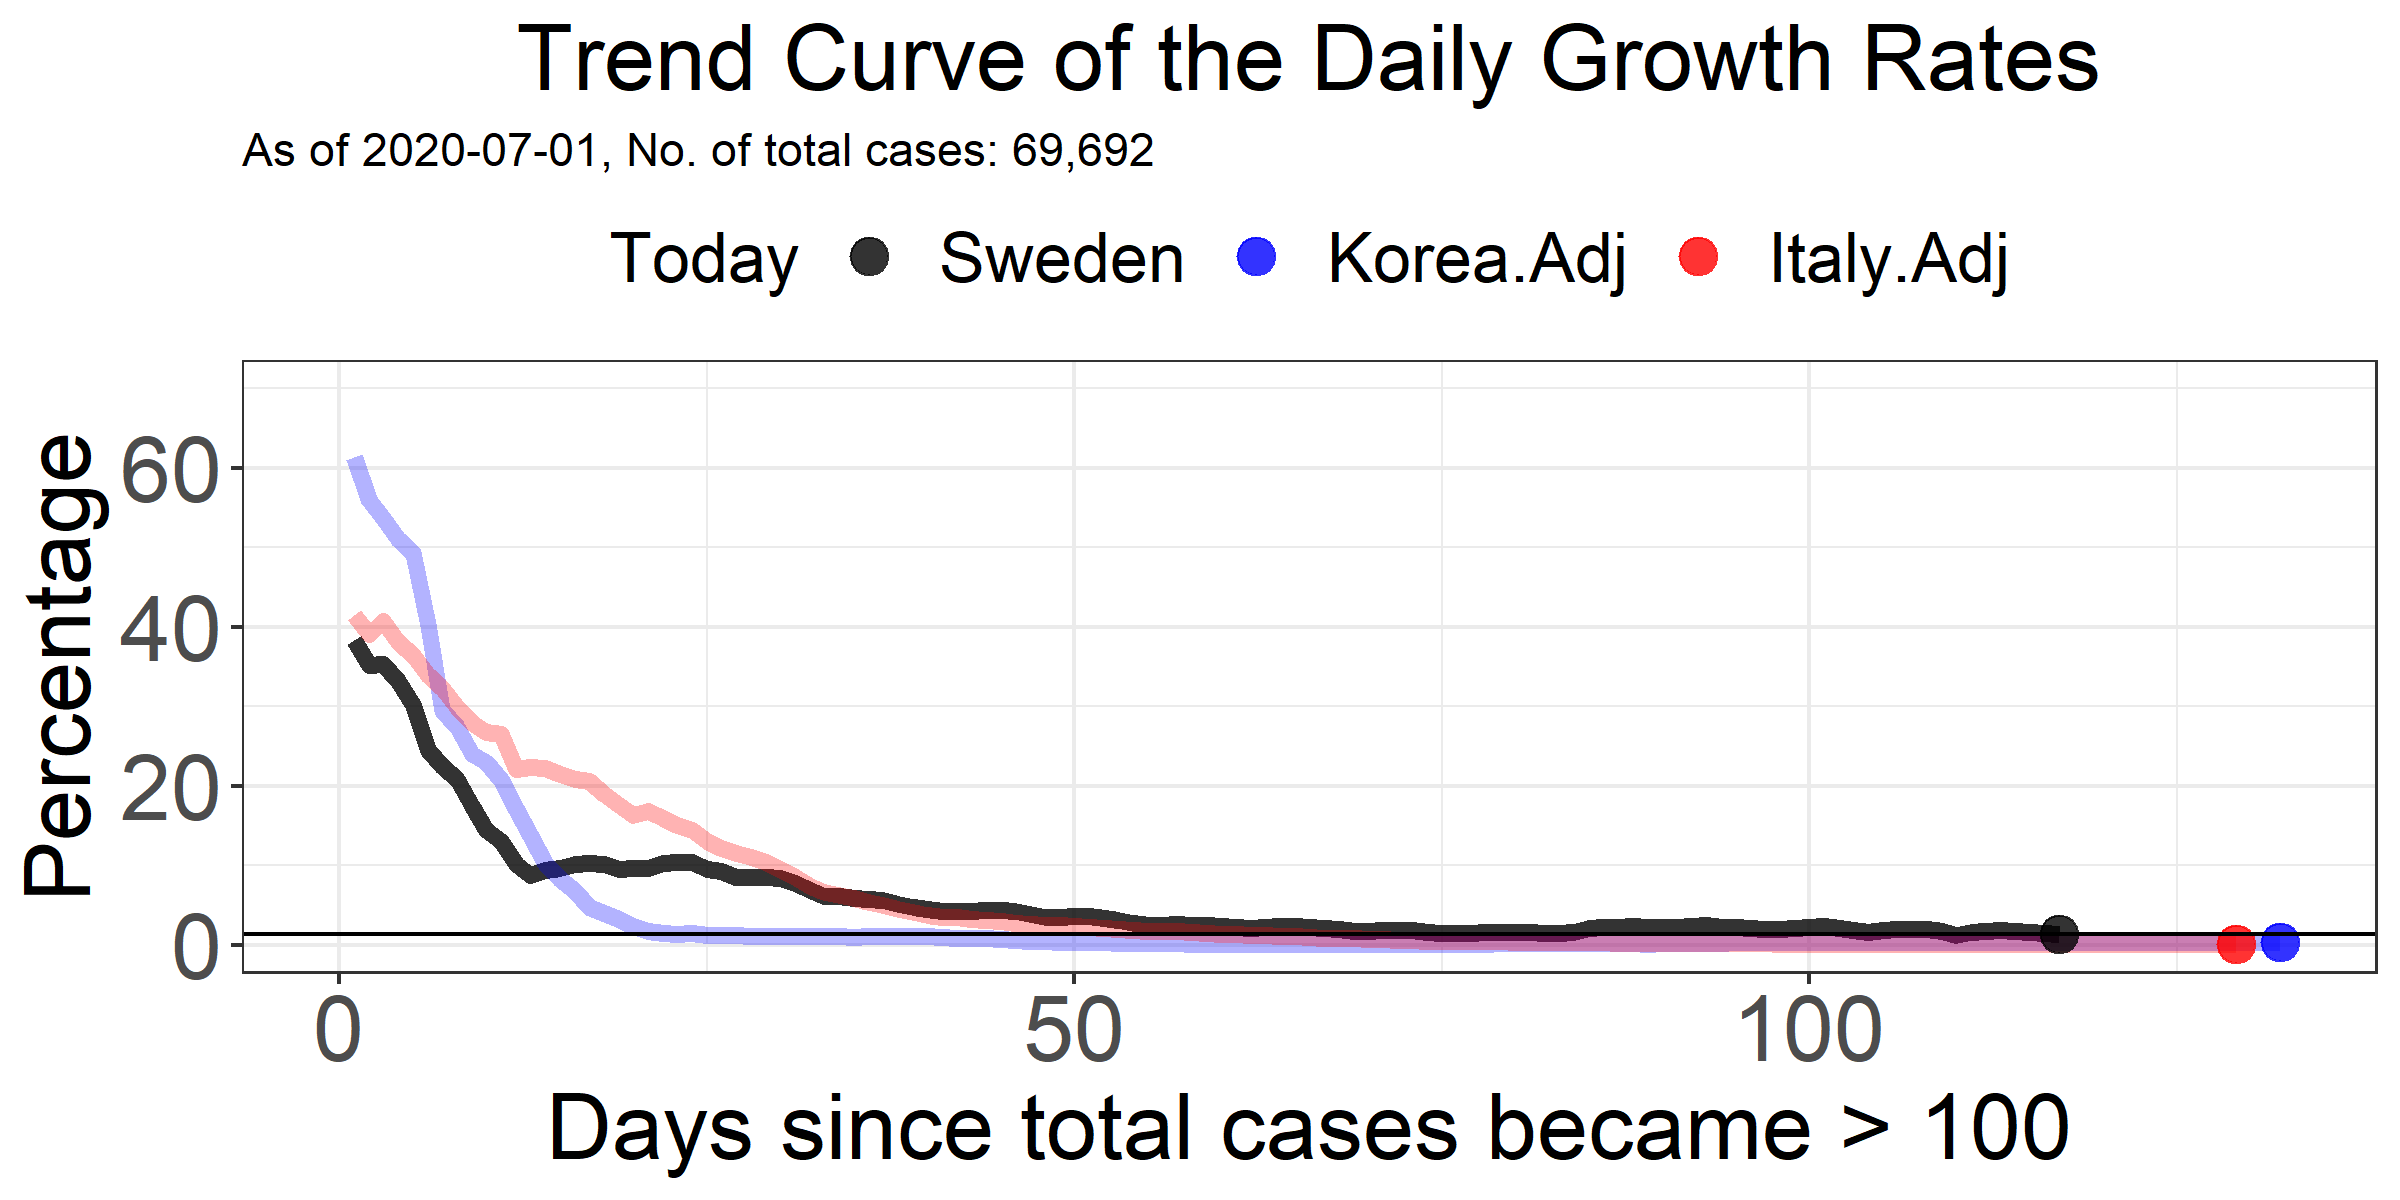 Trend Curve of the Daily Growth Rates
As of 2020-07-01, No. of total cases: 69,692
Today Sweden Korea.Adj Italy.Adj
Percentage
60
40
20
0
0 50 100
Days since total cases became > 100